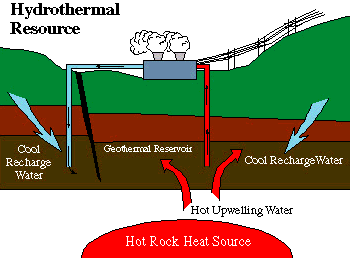 Hydrothermal
Resource
Cool
Recharge
Water
Geothermal Reservoir
Cool RechargeWater
Hot Upwelling Water
Hot Rock Heat Source